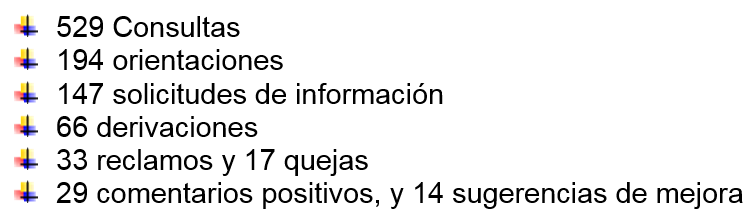 529 Consultas
194 orientaciones
147 solicitudes de información
66 derivaciones
33 reclamos y 17 quejas
29 comentarios positivos, y 14 sugerencias de mejora